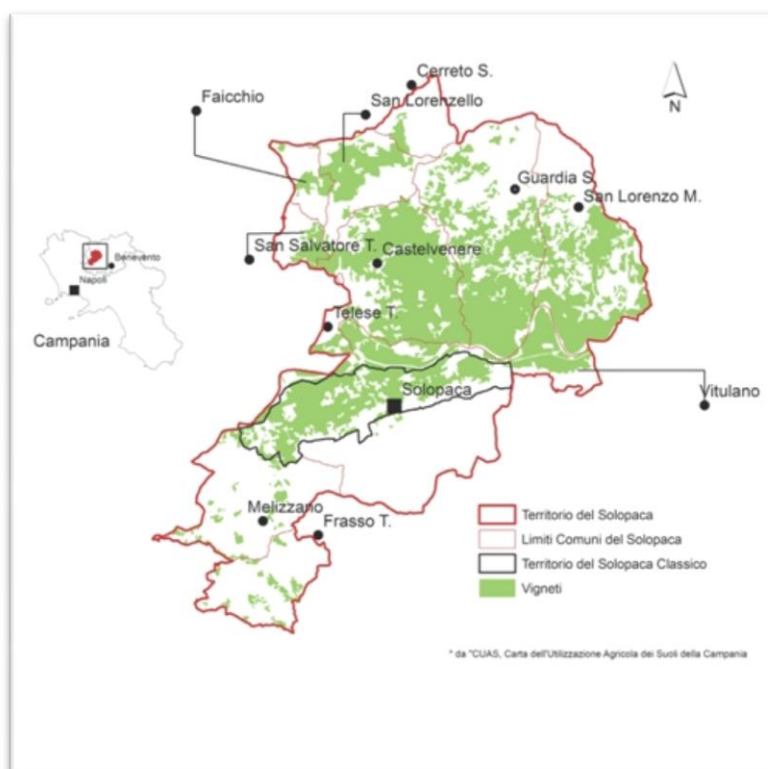 Cerreto S.
Faicchio
San Lorenzello
N
Guardia S.
San Lorenzo M.
San Salvatore T.
Castelvenere
Benevento
Napoli
Telese T.
Campania
Solopaca
Vitulano
Melizzano
Frasso T.
Territorio del Solopaca
Limiti Comuni del Solopaca
Territorio del Solopaca Classico
Vigneti
* da "CUAS, Carta dell'Utilizzazione Agricola dei Suoli della Campania